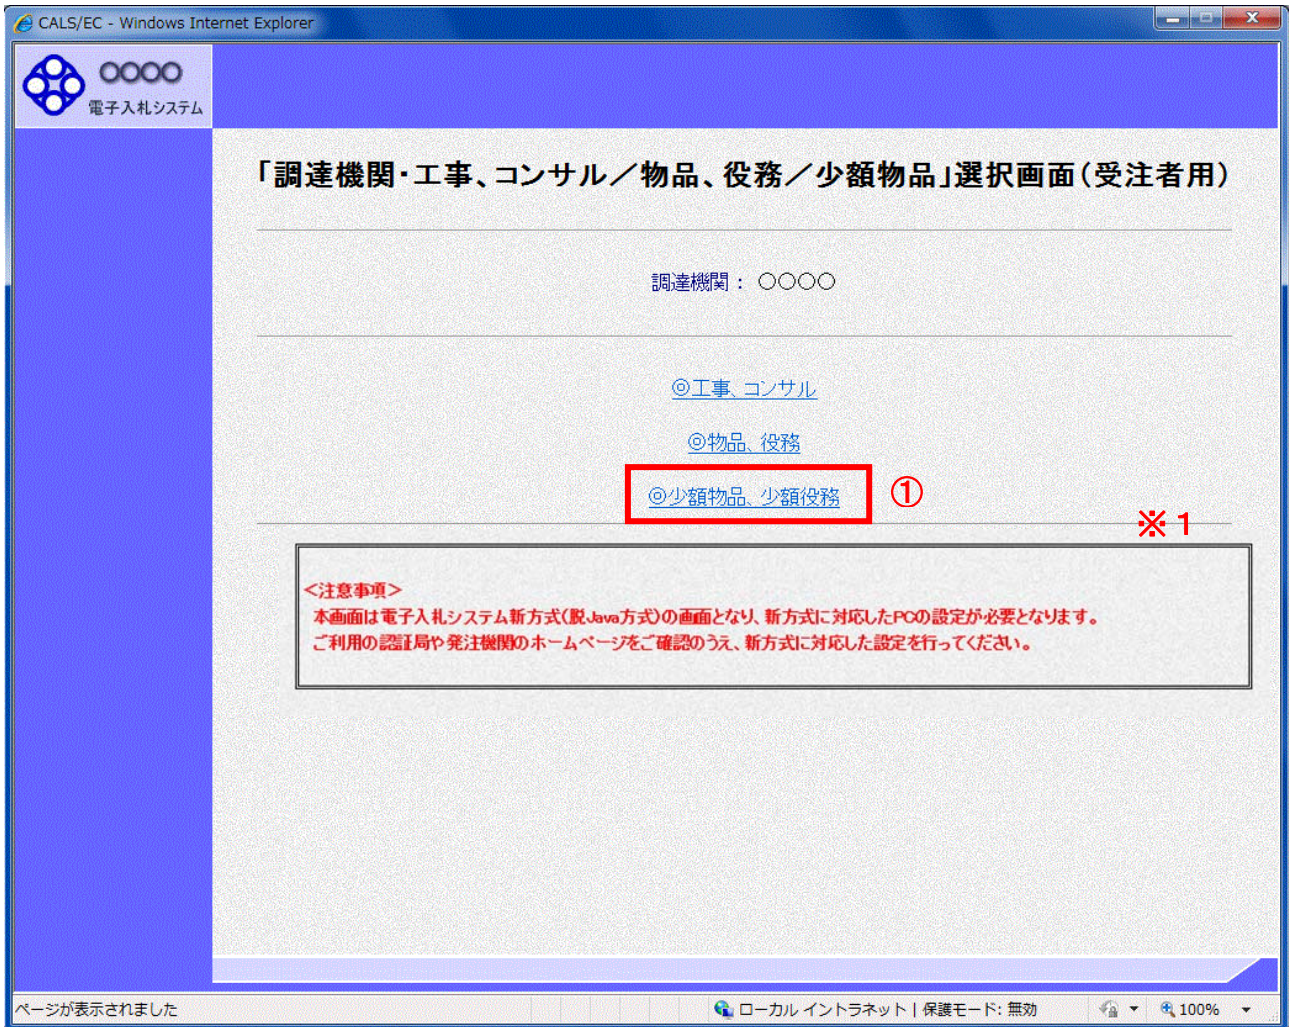 CALS/EC - Windows Internet Explorer
○○○○
電子入札システム
「調達機関・工事、コンサル／物品、役務／少額物品」選択画面(受注者用)
調達機関： ○○○○
◎工事、コンサル
◎物品、役務
◎少額物品、少額役務
①
※1
＜注意事項＞
本画面は電子入札システム新方式(脱Java方式)の画面となり、新方式に対応したPCの設定が必要となります。
ご利用の認証局や発注機関のホームページをご確認のうえ、新方式に対応した設定を行ってください。
ページが表示されました
ローカル イントラネット | 保護モード: 無効
100%